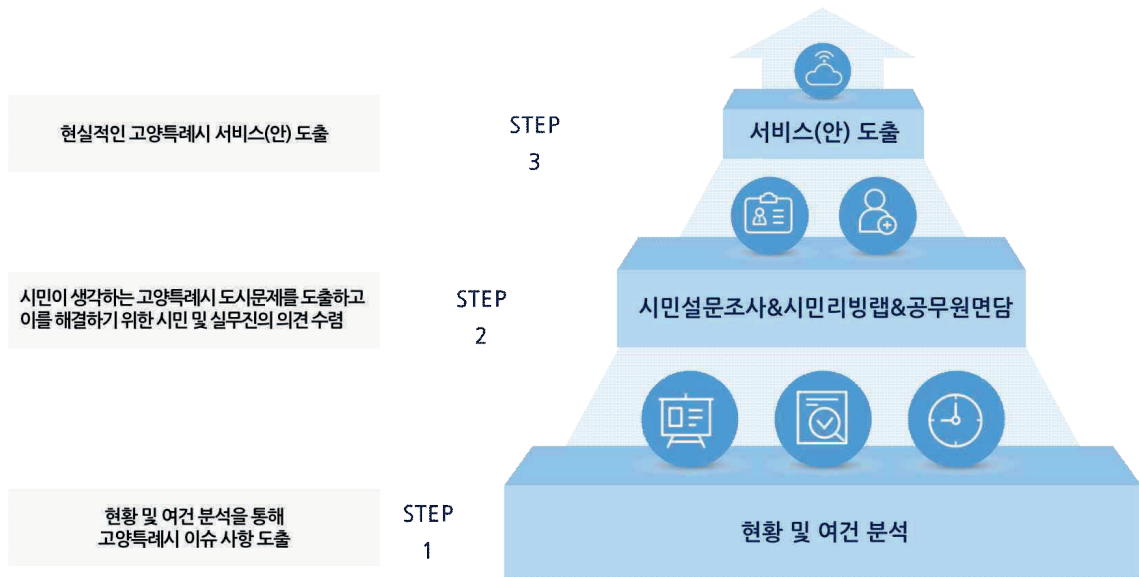 현실적인 고양특례시 서비스(안) 도출
STEP
3
서비스(안) 도출
시민이 생각하는 고양특례시 도시문제를 도출하고
이를 해결하기 위한 시민 및 실무진의 의견 수렴
STEP
2
시민설문조사&시민리빙랩&공무원면담
현황 및 여건 분석을 통해
고양특례시 이슈 사항 도출
STEP
1
현황 및 여건 분석